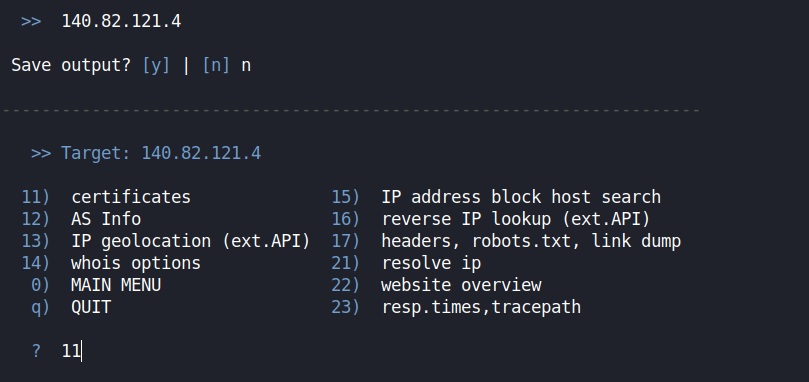 >> 140.82.121.4
Save output? [y] | [n] n
-----------------------------------------------------------------------
>> Target: 140.82.121.4
11) certificates 15) IP address block host search
12) AS Info 16) reverse IP lookup (ext.API)
13) IP geolocation (ext.API) 17) headers, robots.txt, link dump
14) whois options 21) resolve ip
0) MAIN MENU 22) website overview
q) QUIT 23) resp.times,tracepath
? 11